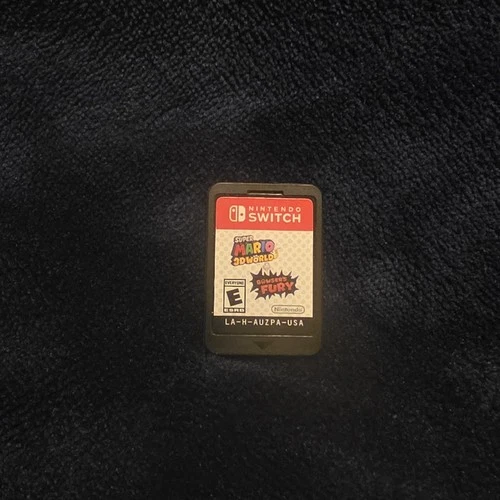 NINTENDO
SWITCH
SUPER
MARIO
3D WORLD
BOWSER'S
FURY
EVERYONE
E
ESRB
Nintendo
LA-H-AUZPA-USA